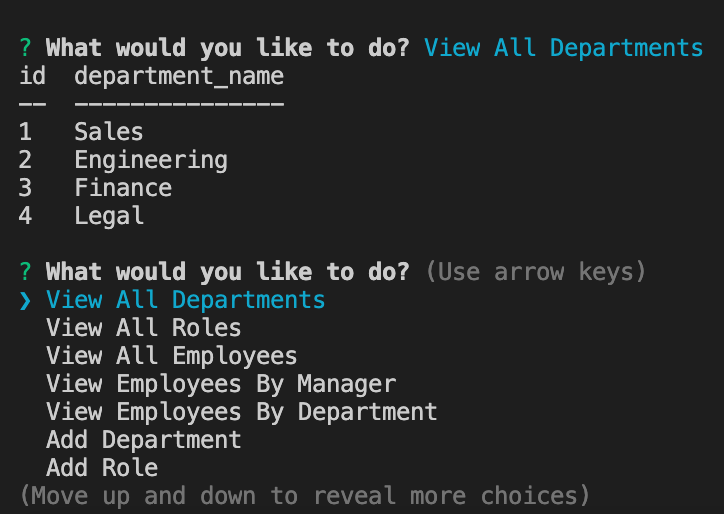 ? What would you like to do? View All Departments
id  department_name
--  ---------------
1   Sales
2   Engineering
3   Finance
4   Legal
? What would you like to do? (Use arrow keys)
❯ View All Departments
  View All Roles
  View All Employees
  View Employees By Manager
  View Employees By Department
  Add Department
  Add Role
(Move up and down to reveal more choices)